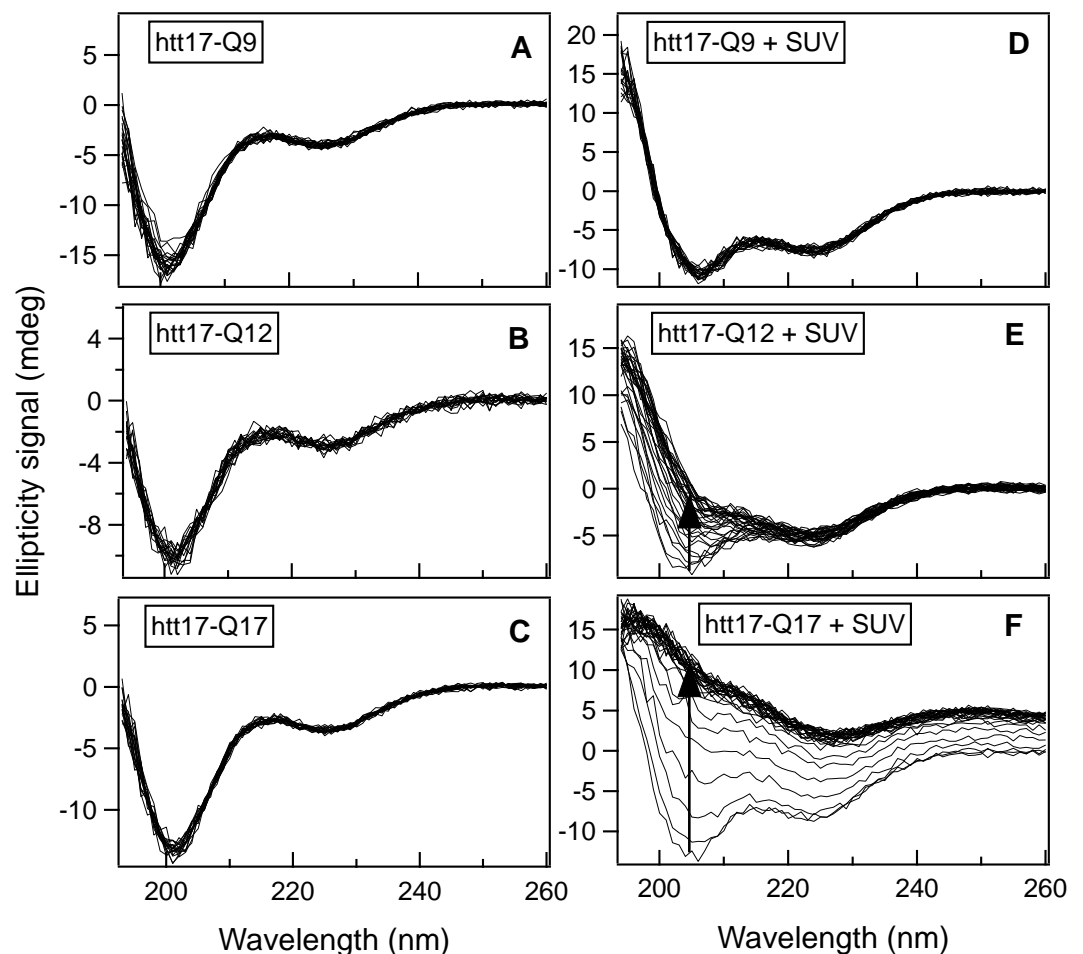 Ellipticity signal (mdeg)
htt17-Q9
A
5
0
-5
-10
-15
htt17-Q9 + SUV
D
20
15
10
5
0
-5
-10
htt17-Q12
B
4
0
-4
-8
htt17-Q12 + SUV
E
15
10
5
0
-5
htt17-Q17
C
5
0
-5
-10
htt17-Q17 + SUV
F
15
10
5
0
-5
-10
200 220 240 260
200 220 240 260
Wavelength (nm)
Wavelength (nm)